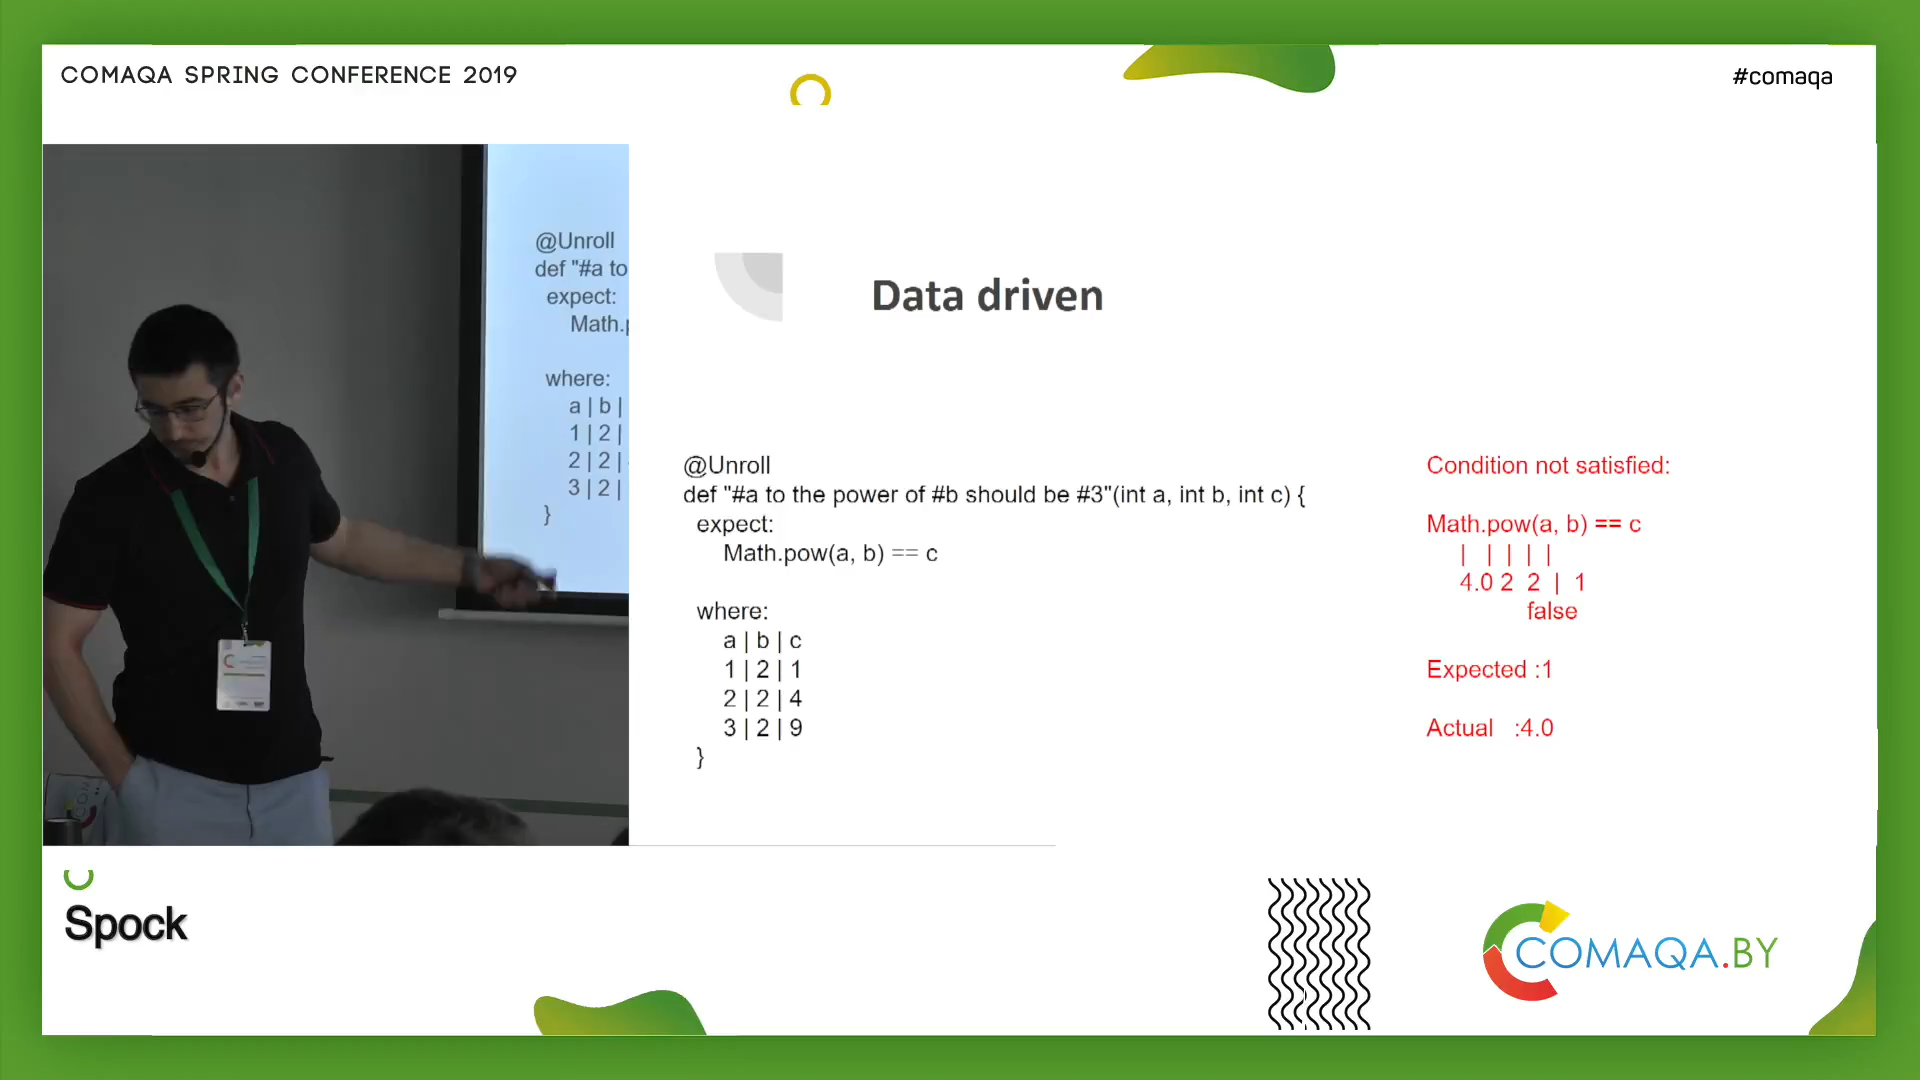 COMAQA SPRING CONFERENCE 2019
#comaqa
@Unroll
def "#a to
expect:
Math.
where:
a | b |
1 | 2 |
2 | 2 |
3 | 2 |
}
Data driven
@Unroll
def "#a to the power of #b should be #3"(int a, int b, int c) {
expect:
Math.pow(a, b) == c
where:
a | b | c
1 | 2 | 1
2 | 2 | 4
3 | 2 | 9
}
Condition not satisfied:
Math.pow(a, b) == c
| | | | |
4.0 2 2 | 1
false
Expected :1
Actual :4.0
Spock
COMAQA.BY